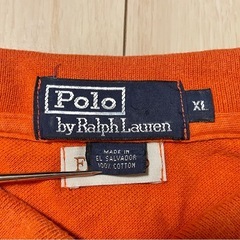 Polo
by Ralph Lauren
XL
MADE IN
EL SALVADOR
100% COTTON